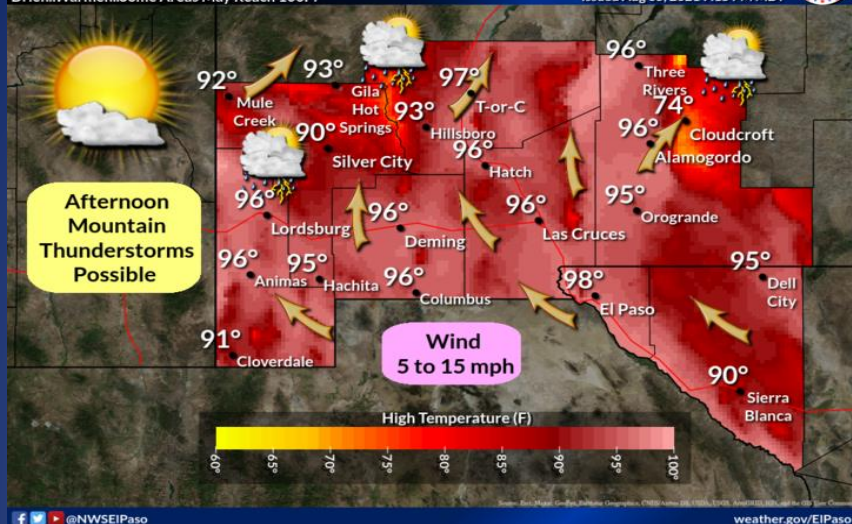 92°
Mule
Creek
93°
Gila
Hot
Springs
97°
T-or-C
93°
Hillsboro
90°
Silver City
96°
Hatch
96°
Three
Rivers
74°
Cloudcroft
96°
Alamogordo
95°
Orogrande
Afternoon
Mountain
Thunderstorms
Possible
96°
Lordsburg
96°
Deming
96°
Las Cruces
96°
Animas
95°
Hachita
96°
Columbus
98°
El Paso
95°
Dell
City
91°
Cloverdale
Wind
5 to 15 mph
90°
Sierra
Blanca
High Temperature (F)
60° 65° 70° 75° 80° 85° 90° 95° 100°
@NWSElPaso
weather.gov/ElPaso